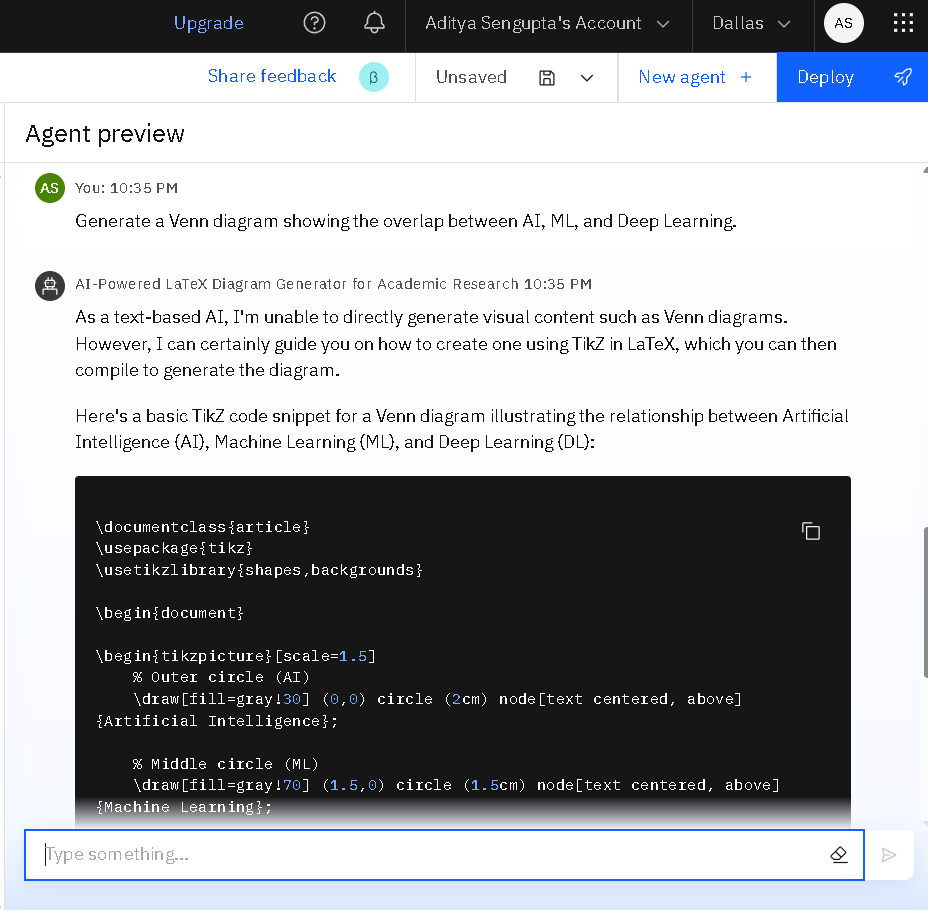 Upgrade
Aditya Sengupta's Account
Dallas
AS
Share feedback
β
Unsaved
New agent +
Deploy
Agent preview
AS
You: 10:35 PM
Generate a Venn diagram showing the overlap between AI, ML, and Deep Learning.
AI-Powered LaTeX Diagram Generator for Academic Research 10:35 PM
As a text-based AI, I'm unable to directly generate visual content such as Venn diagrams.
However, I can certainly guide you on how to create one using TikZ in LaTeX, which you can then
compile to generate the diagram.
Here's a basic TikZ code snippet for a Venn diagram illustrating the relationship between Artificial
Intelligence (AI), Machine Learning (ML), and Deep Learning (DL):
\documentclass{article}
\usepackage{tikz}
\usetikzlibrary{shapes,backgrounds}
\begin{document}
\begin{tikzpicture}[scale=1.5]
% Outer circle (AI)
\draw[fill=gray!30] (0,0) circle (2cm) node[text centered, above]
{Artificial Intelligence};
% Middle circle (ML)
\draw[fill=gray!70] (1.5,0) circle (1.5cm) node[text centered, above]
{Machine Learning};
Type something...